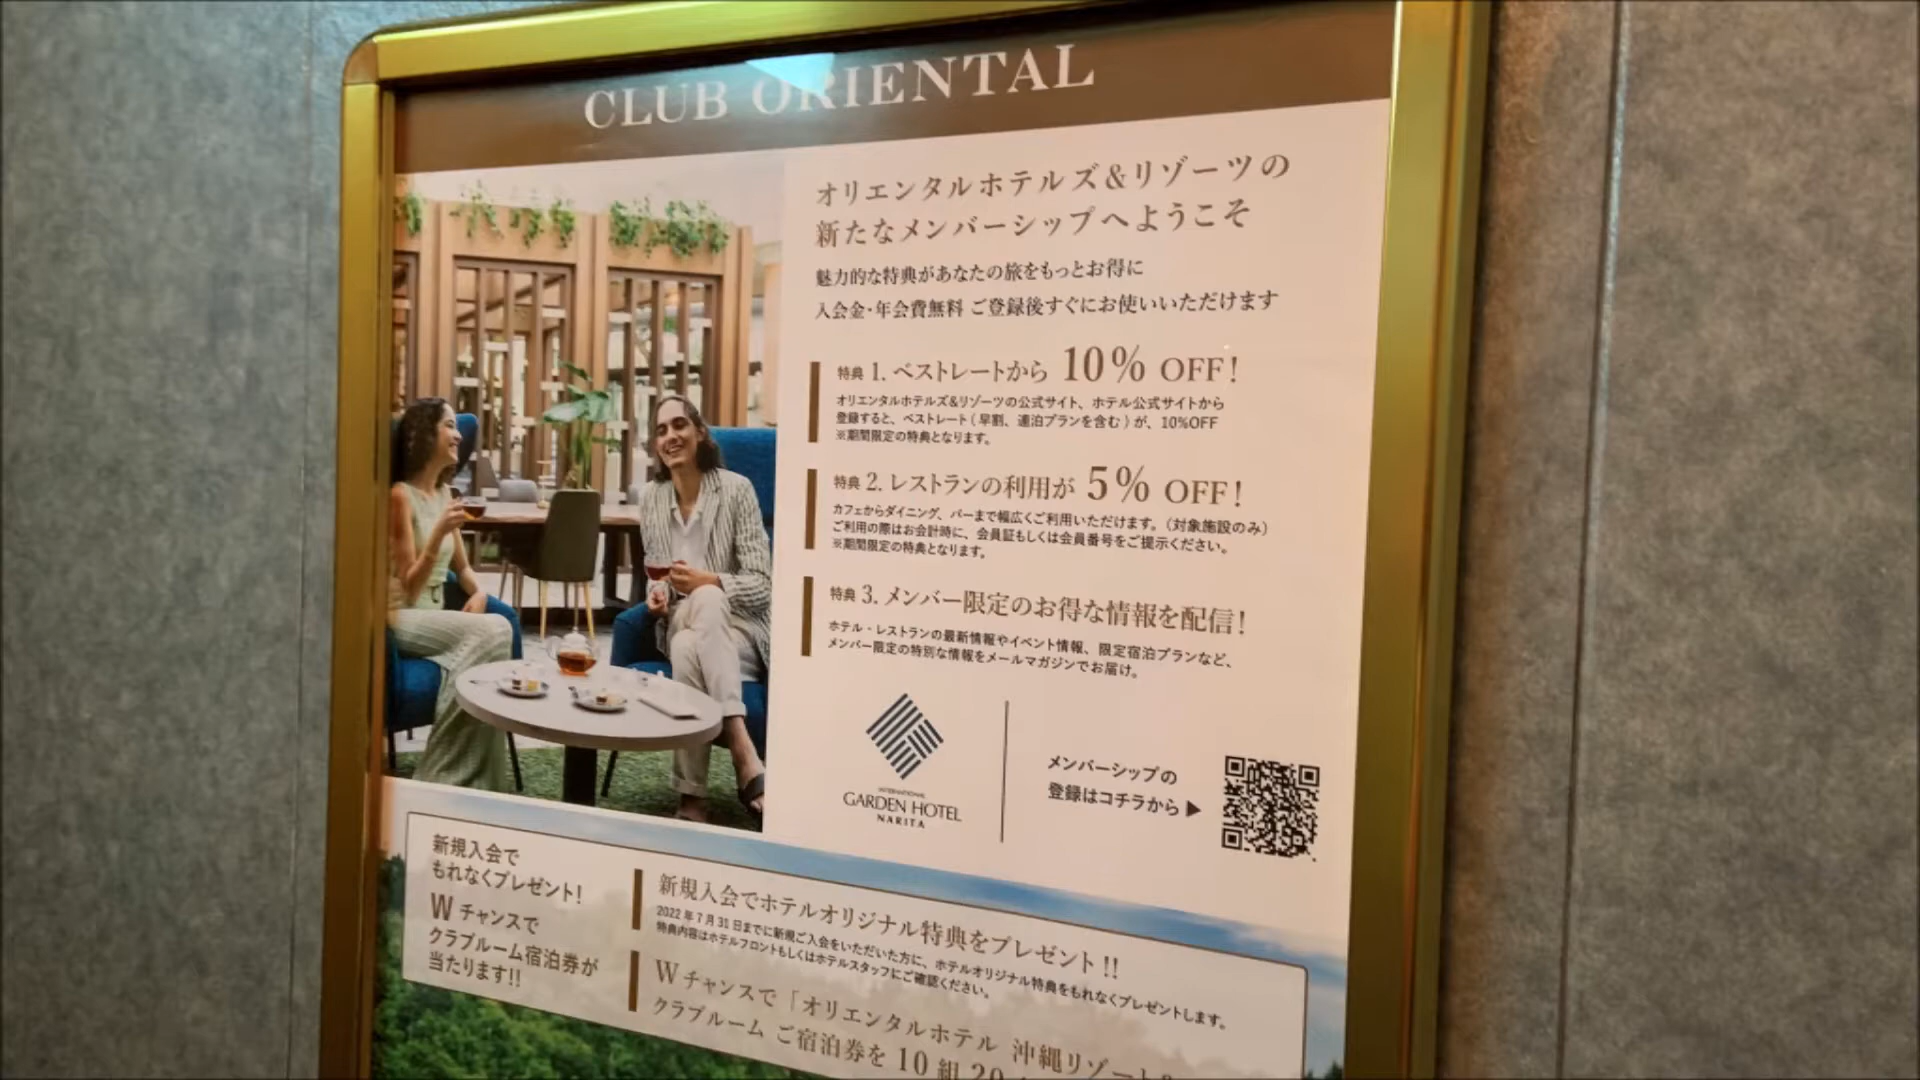 CLUB ORIENTAL
オリエンタルホテルズ&リゾーツの
新たなメンバーシップへようこそ
魅力的な特典があなたの旅をもっとお得に
入会金・年会費無料 ご登録後すぐにお使いいただけます
特典 1. ベストレートから 10% OFF!
オリエンタルホテルズ&リゾーツの公式サイト、ホテル公式サイトから
登録すると、ベストレート(早割、連泊プランを含む)が、10%OFF
※期間限定の特典となります。
特典 2. レストランの利用が 5% OFF!
カフェからダイニング、バーまで幅広くご利用いただけます。(対象施設のみ)
ご利用の際はお会計時に、会員証もしくは会員番号をご提示ください。
※期間限定の特典となります。
特典 3. メンバー限定のお得な情報を配信!
ホテル・レストランの最新情報やイベント情報、限定宿泊プランなど、
メンバー限定の特別な情報をメールマガジンでお届け。
INTERNATIONAL
GARDEN HOTEL
NARITA
メンバーシップの
登録はコチラから ▶
新規入会で
もれなくプレゼント!
W チャンスで
クラブルーム宿泊券が
当たります!!
新規入会でホテルオリジナル特典をプレゼント!!
2022年7月31日までに新規ご入会をいただいた方に、ホテルオリジナル特典をもれなくプレゼントします。
特典内容はホテルフロントもしくはホテルスタッフにご確認ください。
Wチャンスで「オリエンタルホテル 沖縄リゾート&
クラブルーム ご宿泊券を 10 組 20